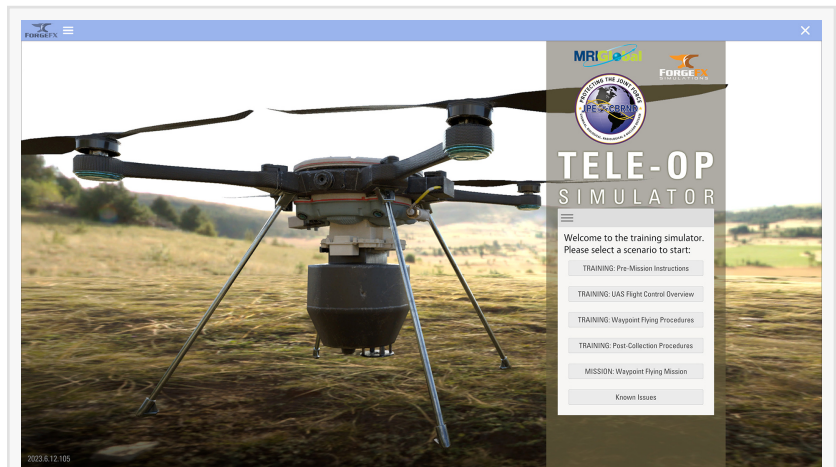 FORGEFX
MRIGlobal
FORGEFX
SIMULATIONS
PROTECTING THE JOINT FORCE
JPE CBRND
TELE-OP
SIMULATOR
Welcome to the training simulator.
Please select a scenario to start:
TRAINING: Pre-Mission Instructions
TRAINING: UAS Flight Control Overview
TRAINING: Waypoint Flying Procedures
TRAINING: Post-Collection Procedures
MISSION: Waypoint Flying Mission
Known Issues
2023.6.12.105